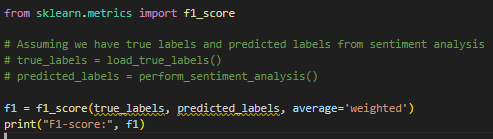 from sklearn.metrics import f1_score
# Assuming we have true labels and predicted labels from sentiment analysis
# true_labels = load_true_labels()
# predicted_labels = perform_sentiment_analysis()
f1 = f1_score(true_labels, predicted_labels, average='weighted')
print("F1-score:", f1)